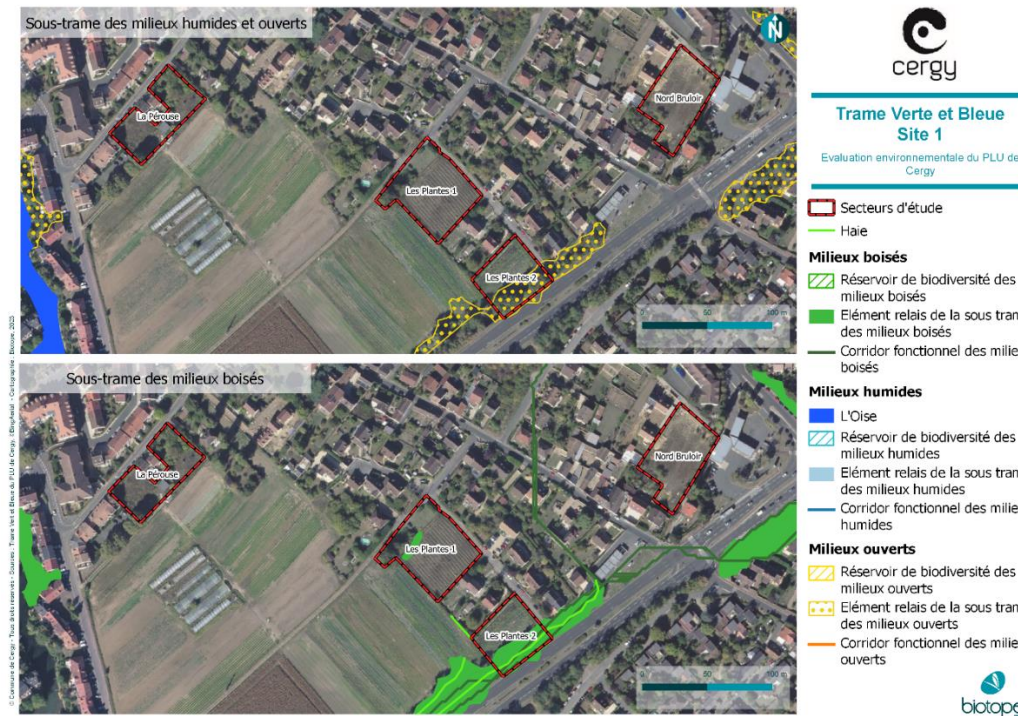 Sous-trame des milieux humides et ouverts
N
La Pérouse
Nord Bruloir
Les Plantes 1
Les Plantes 2
50
100 m
Sous-trame des milieux boisés
La Pérouse
Nord Bruloir
Les Plantes 1
Les Plantes 2
50
100 m
cergy
Trame Verte et Bleue
Site 1
Evaluation environnementale du PLU de
Cergy
Secteurs d'étude
Haie
Milieux boisés
Réservoir de biodiversité des
milieux boisés
Elément relais de la sous tram
des milieux boisés
Corridor fonctionnel des milie
boisés
Milieux humides
L'Oise
Réservoir de biodiversité des
milieux humides
Elément relais de la sous tram
des milieux humides
Corridor fonctionnel des milie
humides
Milieux ouverts
Réservoir de biodiversité des
milieux ouverts
Elément relais de la sous tram
des milieux ouverts
Corridor fonctionnel des milie
ouverts
biotope